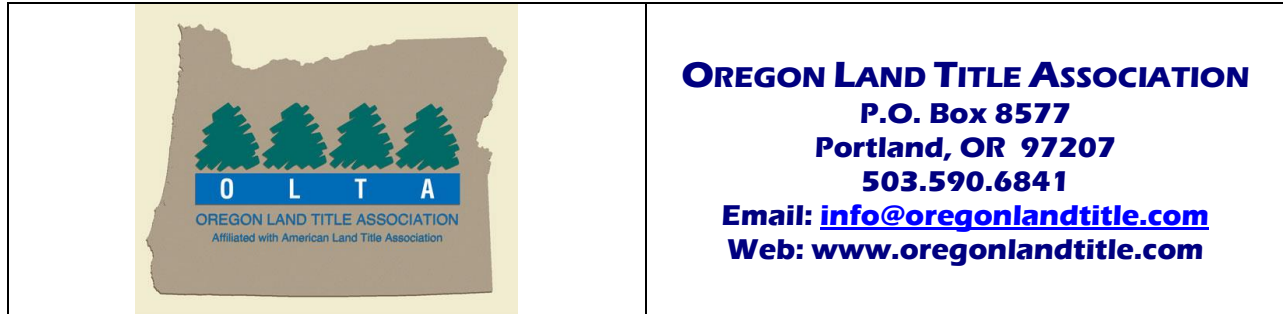 O L T A
OREGON LAND TITLE ASSOCIATION
Affiliated with American Land Title Association
OREGON LAND TITLE ASSOCIATION
P.O. Box 8577
Portland, OR 97207
503.590.6841
Email: info@oregonlandtitle.com
Web: www.oregonlandtitle.com